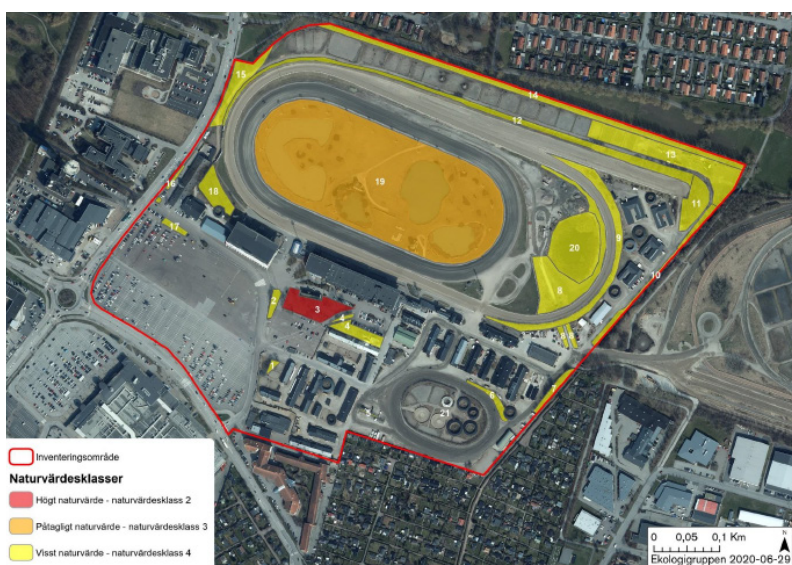 15
14
12
13
19
16
18
17
11
20
9
10
8
2
3
4
1
7
21
Inventeringsområde
Naturvärdesklasser
Högt naturvärde - naturvärdesklass 2
Påtagligt naturvärde - naturvärdesklass 3
Visst naturvärde - naturvärdesklass 4
0 0,05 0,1 Km
N
Ekologigruppen 2020-06-29